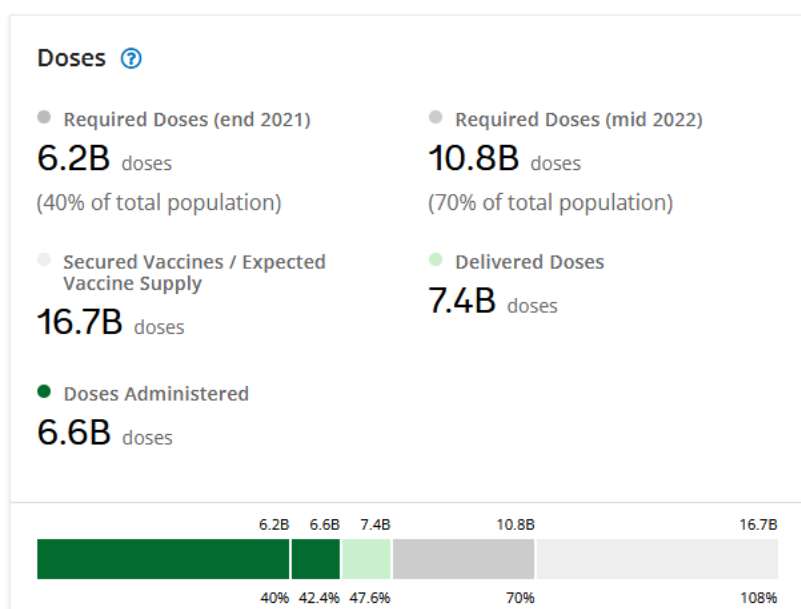 Doses ?
Required Doses (end 2021)
6.2B doses
(40% of total population)
Required Doses (mid 2022)
10.8B doses
(70% of total population)
Secured Vaccines / Expected
Vaccine Supply
16.7B doses
Delivered Doses
7.4B doses
Doses Administered
6.6B doses
6.2B 6.6B 7.4B 10.8B 16.7B
40% 42.4% 47.6% 70% 108%